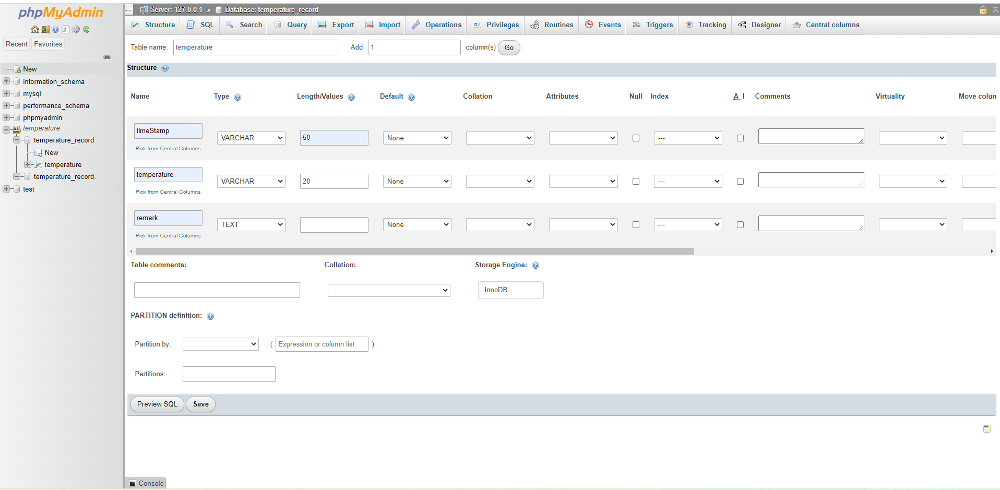 phpMyAdmin
Recent Favorites
New
information_schema
mysql
performance_schema
phpmyadmin
temperature
temperature_record
New
temperature
temperature_record.
test
Server: 127.0.0.1 » Database: temperature_record
Structure SQL Search Query Export Import Operations Privileges Routines Events Triggers Tracking Designer Central columns
Table name: temperature Add 1 column(s) Go
Structure
Name Type Length/Values Default Collation Attributes Null Index A_I Comments Virtuality Move colum
timeStamp VARCHAR 50 None ---
Pick from Central Columns
temperature VARCHAR 20 None ---
Pick from Central Columns
remark TEXT None ---
Pick from Central Columns
Table comments: Collation: Storage Engine:
InnoDB
PARTITION definition:
Partition by: ( Expression or column list )
Partitions:
Preview SQL Save
Console